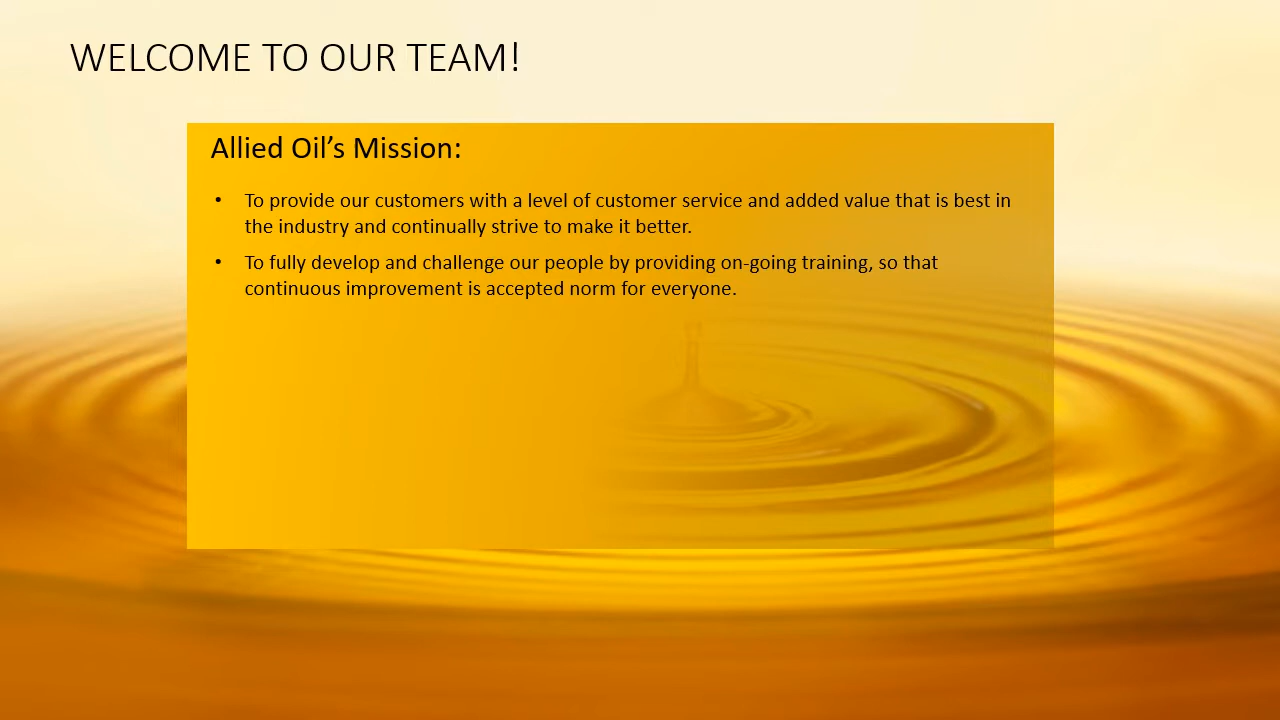 WELCOME TO OUR TEAM!
Allied Oil’s Mission:
• To provide our customers with a level of customer service and added value that is best in
the industry and continually strive to make it better.
• To fully develop and challenge our people by providing on-going training, so that
continuous improvement is accepted norm for everyone.